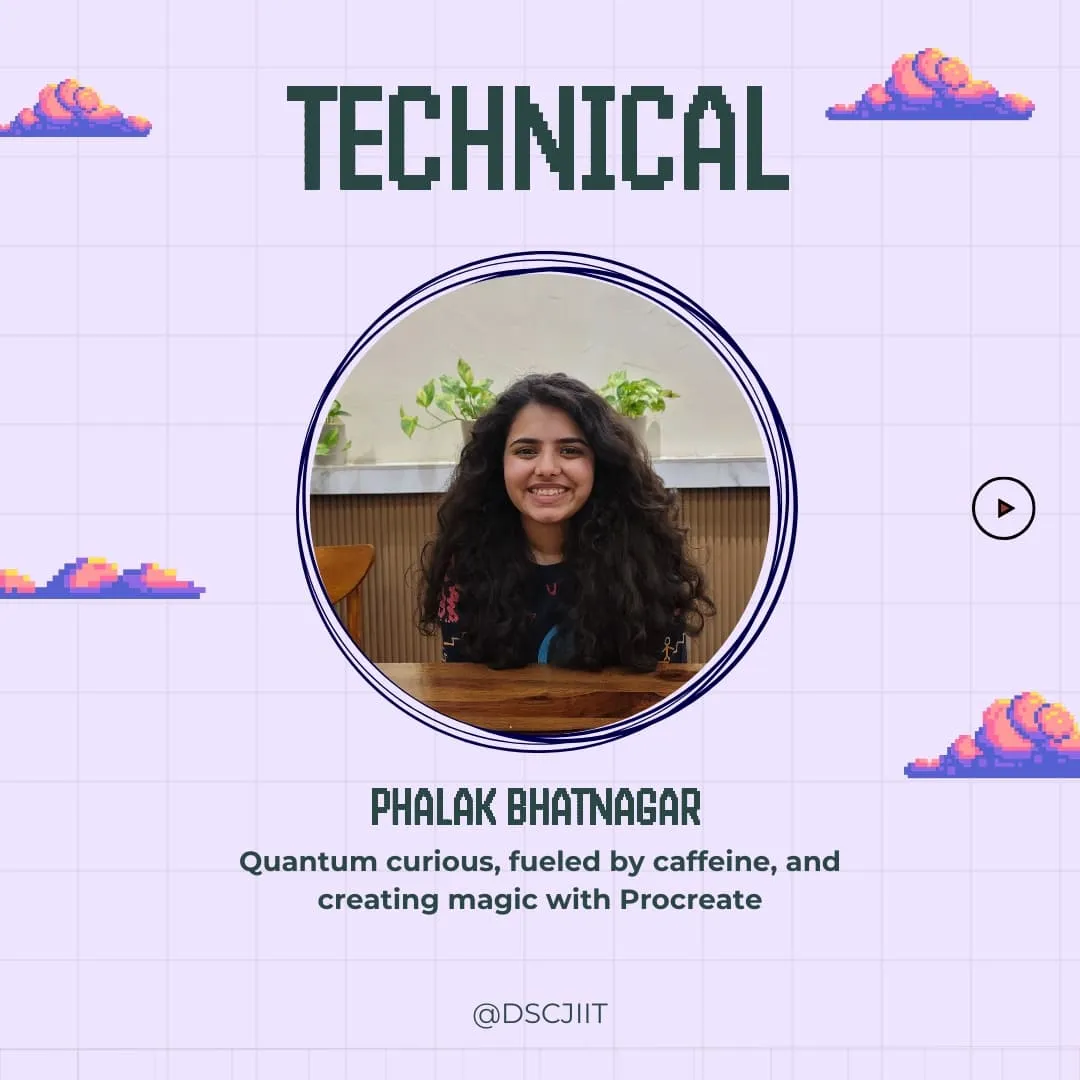 TECHNICAL
PHALAK BHATNAGAR
Quantum curious, fueled by caffeine, and
creating magic with Procreate
@DSCJIIT